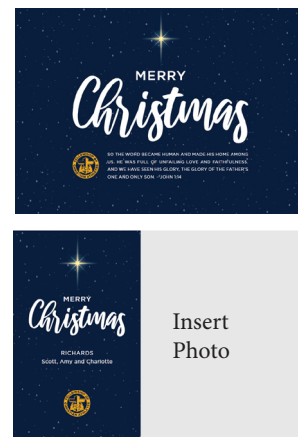 MERRY
Christmas
SO THE WORD BECAME HUMAN AND MADE HIS HOME AMONG
US. HE WAS FULL OF UNFAILING LOVE AND FAITHFULNESS.
AND WE HAVE SEEN HIS GLORY, THE GLORY OF THE FATHER'S
ONE AND ONLY SON. -JOHN 1:14
MERRY
Christmas
RICHARDS
Scott, Amy and Charlotte
Insert
Photo